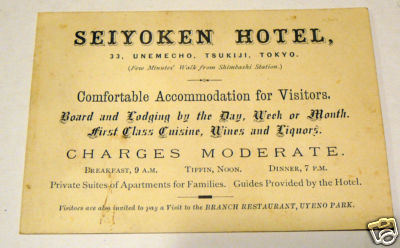 SEIYOKEN HOTEL,
33, UNEMECHO, TSUKIJI, TOKYO.
(Few Minutes' Walk from Shimbashi Station.)
Comfortable Accommodation for Visitors.
Board and Lodging by the Day, Week or Month.
First Class Cuisine, Wines and Liquors.
CHARGES MODERATE.
BREAKFAST, 9 A.M. TIFFIN, NOON. DINNER, 7 P.M.
Private Suites of Apartments for Families. Guides Provided by the Hotel.
Visitors are also invited to pay a Visit to the BRANCH RESTAURANT, UYENO PARK.